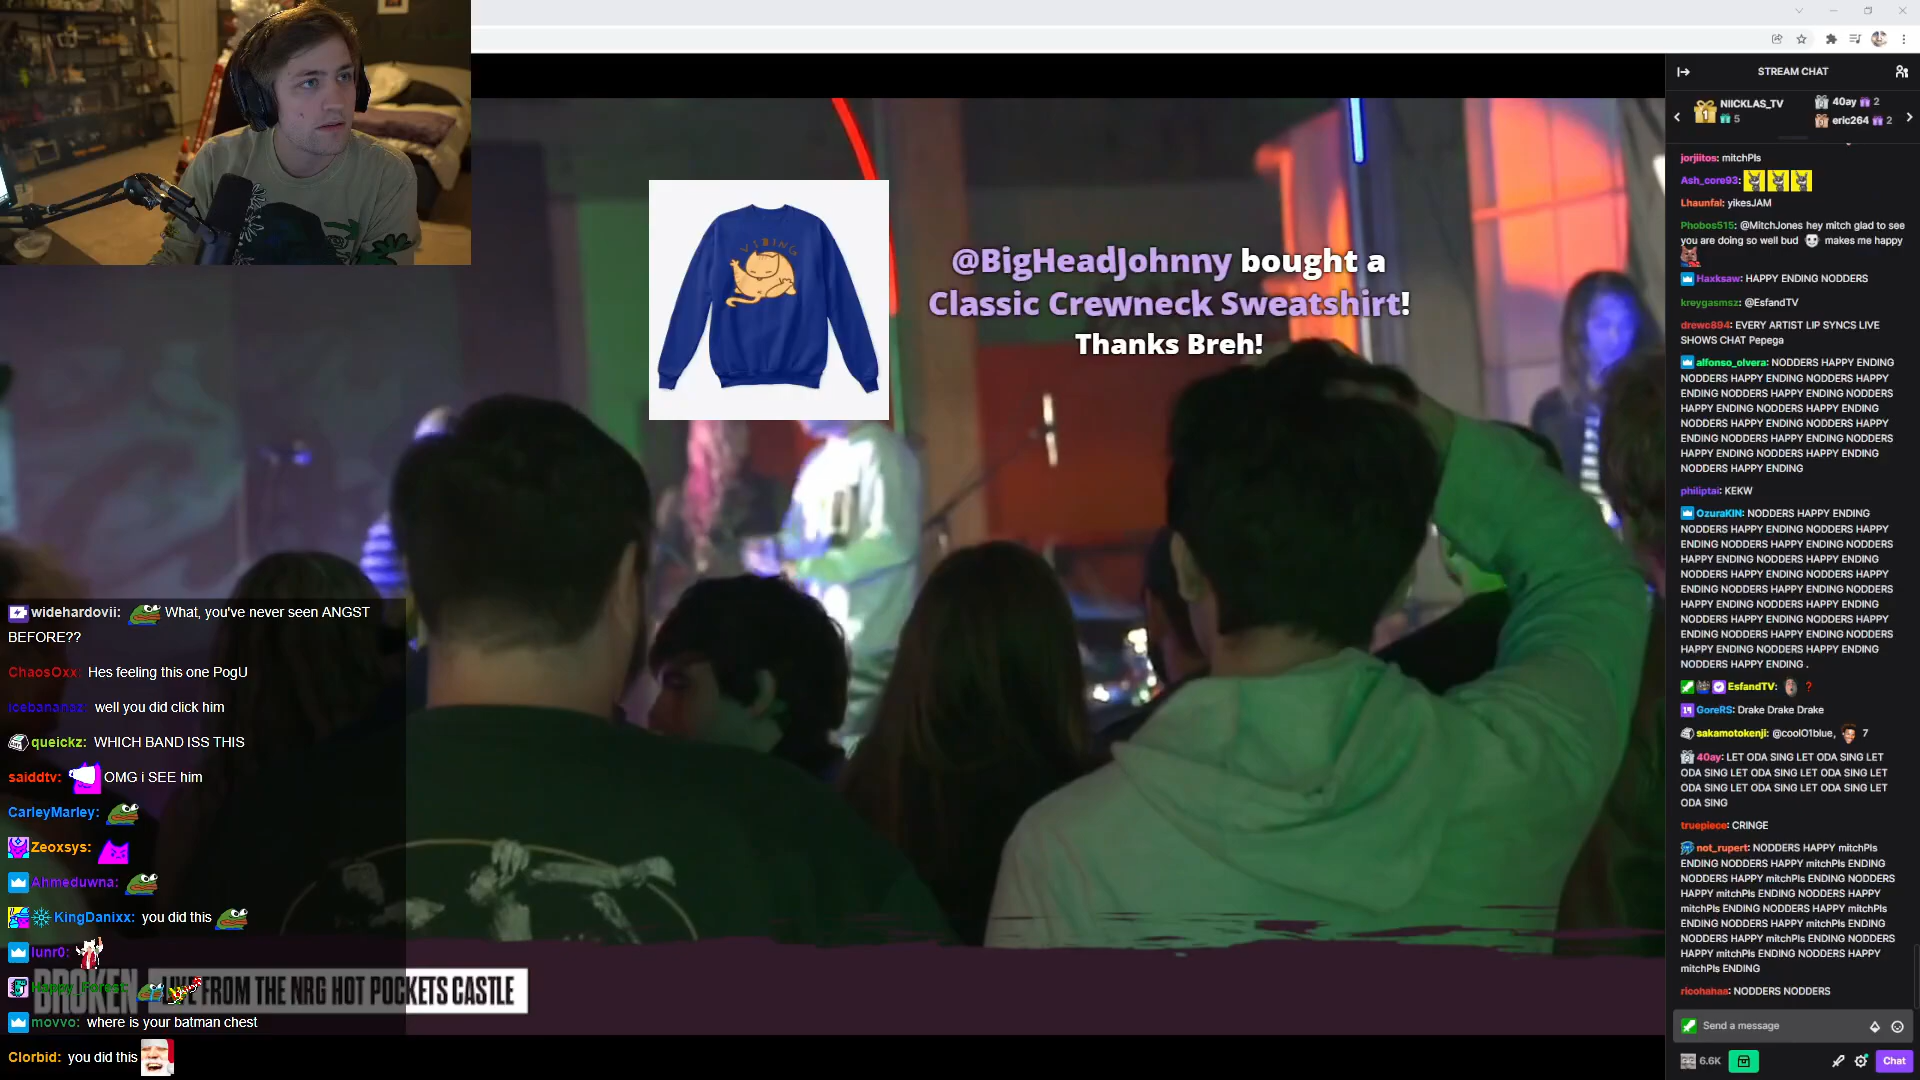 @BigHeadJohnny bought a
Classic Crewneck Sweatshirt!
Thanks Breh!
VIBING
widehardovii: What, you've never seen ANGST
BEFORE??
ChaosOxx: Hes feeling this one PogU
icebananaz: well you did click him
queickz: WHICH BAND ISS THIS
saiddtv: OMG i SEE him
CarleyMarley:
Zeoxsys:
Ahmeduwna:
KingDanixx: you did this
lunr0:
Happy_Forest:
movvo: where is your batman chest
Clorbid: you did this
BROKEN
LIVE FROM THE NRG HOT POCKETS CASTLE
STREAM CHAT
NIICKLAS_TV
5
40ay 2
eric264 2
jorjiitos: mitchPls
Ash_core93:
Lhaunfal: yikesJAM
Phobos515: @MitchJones hey mitch glad to see
you are doing so well bud makes me happy
Haxksaw: HAPPY ENDING NODDERS
kreygasmsz: @EsfandTV
drewc894: EVERY ARTIST LIP SYNCS LIVE
SHOWS CHAT Pepega
alfonso_olvera: NODDERS HAPPY ENDING
NODDERS HAPPY ENDING NODDERS HAPPY
ENDING NODDERS HAPPY ENDING NODDERS
HAPPY ENDING NODDERS HAPPY ENDING
NODDERS HAPPY ENDING NODDERS HAPPY
ENDING NODDERS HAPPY ENDING NODDERS
HAPPY ENDING NODDERS HAPPY ENDING
NODDERS HAPPY ENDING
philiptai: KEKW
OzuraKIN: NODDERS HAPPY ENDING
NODDERS HAPPY ENDING NODDERS HAPPY
ENDING NODDERS HAPPY ENDING NODDERS
HAPPY ENDING NODDERS HAPPY ENDING
NODDERS HAPPY ENDING NODDERS HAPPY
ENDING NODDERS HAPPY ENDING NODDERS
HAPPY ENDING NODDERS HAPPY ENDING
NODDERS HAPPY ENDING NODDERS HAPPY
ENDING NODDERS HAPPY ENDING NODDERS
HAPPY ENDING NODDERS HAPPY ENDING
NODDERS HAPPY ENDING .
EsfandTV: ?
GoreRS: Drake Drake Drake
sakamotokenji: @coolO1blue, 7
40ay: LET ODA SING LET ODA SING LET
ODA SING LET ODA SING LET ODA SING LET
ODA SING LET ODA SING LET ODA SING LET
ODA SING
truepiece: CRINGE
not_rupert: NODDERS HAPPY mitchPls
ENDING NODDERS HAPPY mitchPls ENDING
NODDERS HAPPY mitchPls ENDING NODDERS
HAPPY mitchPls ENDING NODDERS HAPPY
mitchPls ENDING NODDERS HAPPY mitchPls
ENDING NODDERS HAPPY mitchPls ENDING
NODDERS HAPPY mitchPls ENDING NODDERS
HAPPY mitchPls ENDING NODDERS HAPPY
mitchPls ENDING
ricohahaa: NODDERS NODDERS
Send a message
6.6K
Chat